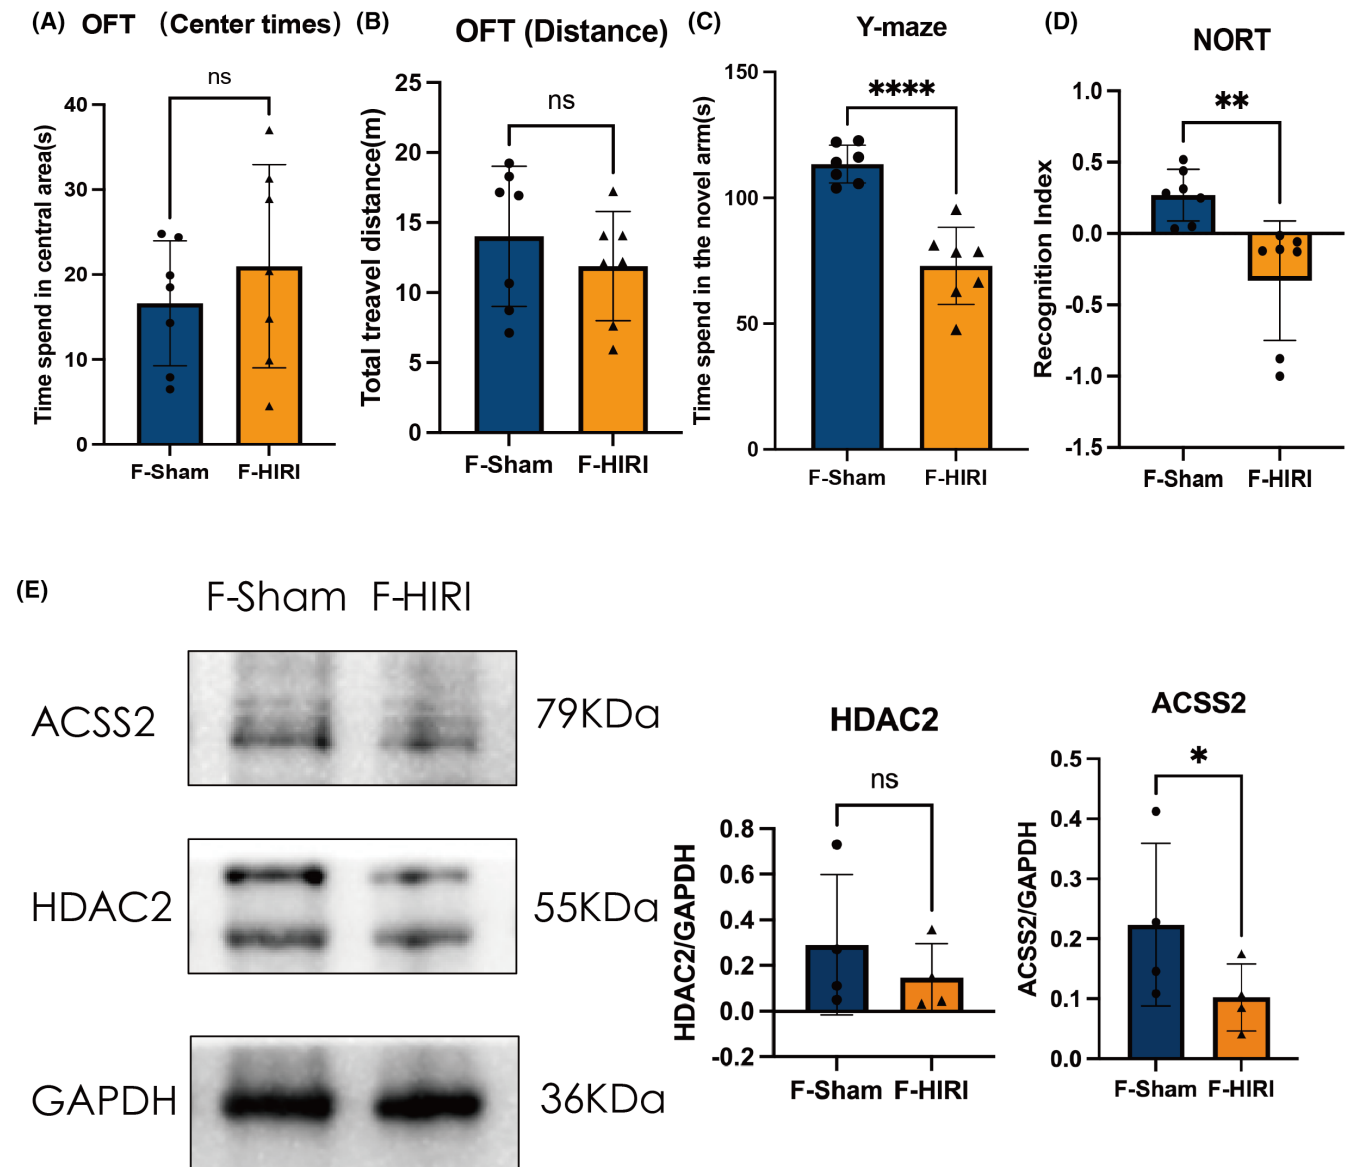 (A) OFT (Center times)
ns
Time spend in central area(s)
40
30
20
10
0
F-Sham F-HIRI
(B) OFT (Distance)
ns
Total treavel distance(m)
25
20
15
10
5
0
F-Sham F-HIRI
(C) Y-maze
****
Time spend in the novel arm(s)
150
100
50
0
F-Sham F-HIRI
(D) NORT
**
Recognition Index
1.0
0.5
0.0
-0.5
-1.0
-1.5
F-Sham F-HIRI
(E) F-Sham F-HIRI
ACSS2 79KDa
HDAC2 55KDa
GAPDH 36KDa
HDAC2
ns
HDAC2/GAPDH
0.8
0.6
0.4
0.2
0.0
-0.2
F-Sham F-HIRI
ACSS2
*
ACSS2/GAPDH
0.5
0.4
0.3
0.2
0.1
0.0
F-Sham F-HIRI